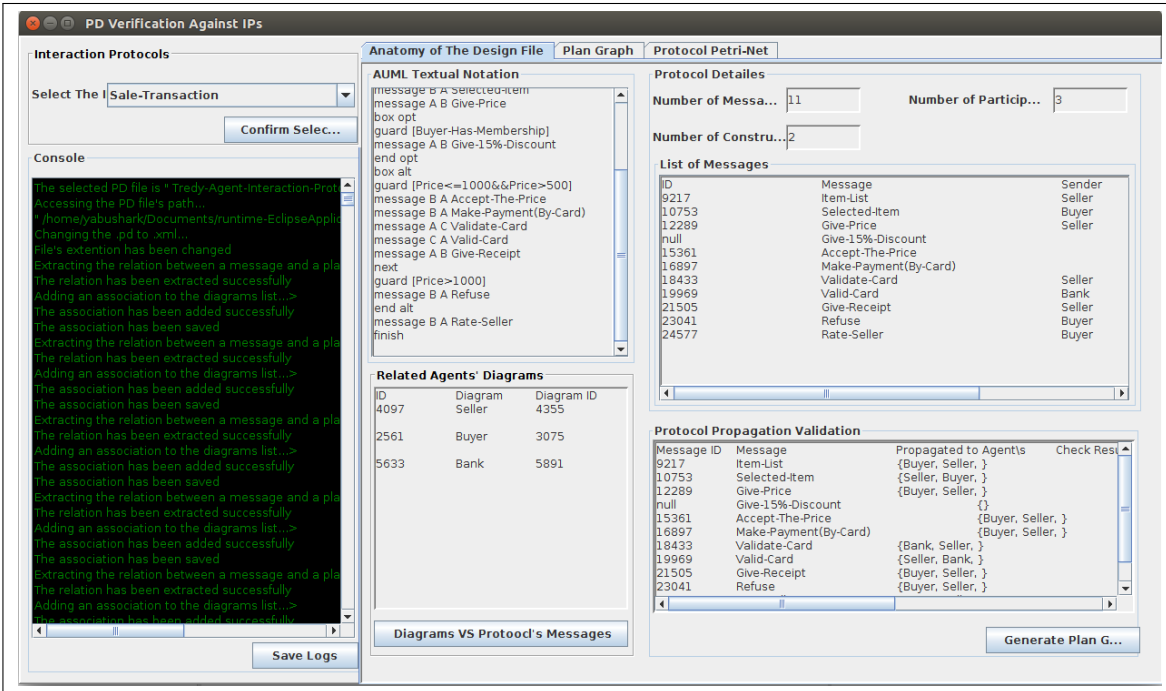 PD Verification Against IPs
Interaction Protocols
Select The I Sale-Transaction
Confirm Selec...
Console
The selected PD file is " Tredy-Agent-Interaction-Prot
Accessing the PD file's path...
" /home/yabushark/Documents/runtime-EclipseApplic
Changing the .pd to .xml...
File's extention has been changed
Extracting the relation between a message and a pla
The relation has been extracted successfully
Adding an association to the diagrams list...>
The association has been added successfully
The association has been saved
Extracting the relation between a message and a pla
The relation has been extracted successfully
Adding an association to the diagrams list...>
The association has been added successfully
The association has been saved
Extracting the relation between a message and a pla
The relation has been extracted successfully
Adding an association to the diagrams list...>
The association has been added successfully
The association has been saved
Extracting the relation between a message and a pla
The relation has been extracted successfully
Adding an association to the diagrams list...>
The association has been added successfully
The association has been saved
Extracting the relation between a message and a pla
The relation has been extracted successfully
Adding an association to the diagrams list...>
The association has been added successfully
Save Logs
Anatomy of The Design File Plan Graph Protocol Petri-Net
AUML Textual Notation
message B A Selected-Item
message A B Give-Price
box opt
guard [Buyer-Has-Membership]
message A B Give-15%-Discount
end opt
box alt
guard [Price<=1000&&Price>500]
message B A Accept-The-Price
message B A Make-Payment(By-Card)
message A C Validate-Card
message C A Valid-Card
message A B Give-Receipt
next
guard [Price>1000]
message B A Refuse
end alt
message B A Rate-Seller
finish
Related Agents' Diagrams
ID Diagram Diagram ID
4097 Seller 4355
2561 Buyer 3075
5633 Bank 5891
Diagrams VS Protoocl's Messages
Protocol Detailes
Number of Messa... 11 Number of Particip... 3
Number of Constru... 2
List of Messages
ID Message Sender
9217 Item-List Seller
10753 Selected-Item Buyer
12289 Give-Price Seller
null Give-15%-Discount
15361 Accept-The-Price
16897 Make-Payment(By-Card)
18433 Validate-Card Seller
19969 Valid-Card Bank
21505 Give-Receipt Seller
23041 Refuse Buyer
24577 Rate-Seller Buyer
Protocol Propagation Validation
Message ID Message Propagated to Agent\s Check Resu
9217 Item-List {Buyer, Seller, }
10753 Selected-Item {Seller, Buyer, }
12289 Give-Price {Buyer, Seller, }
null Give-15%-Discount {}
15361 Accept-The-Price {Buyer, Seller, }
16897 Make-Payment(By-Card) {Buyer, Seller, }
18433 Validate-Card {Bank, Seller, }
19969 Valid-Card {Seller, Bank, }
21505 Give-Receipt {Buyer, Seller, }
23041 Refuse {Buyer, Seller, }
Generate Plan G...